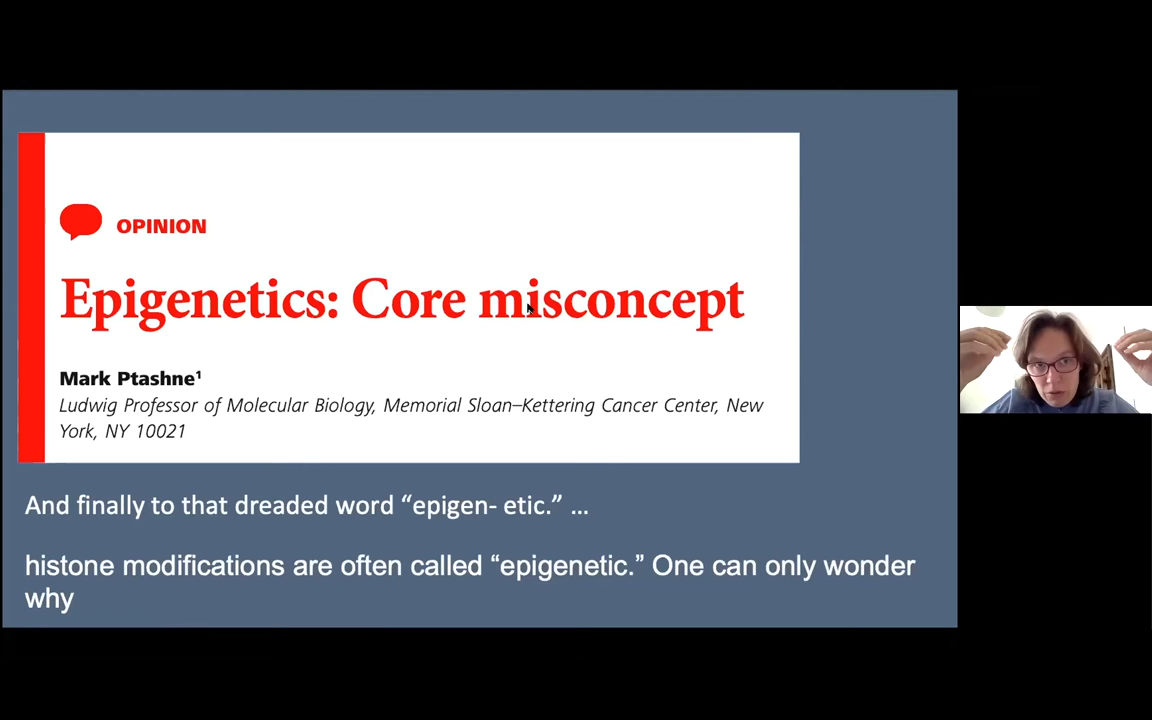 OPINION
Epigenetics: Core misconcept
Mark Ptashne¹
Ludwig Professor of Molecular Biology, Memorial Sloan–Kettering Cancer Center, New
York, NY 10021
And finally to that dreaded word “epigen- etic.” ...
histone modifications are often called “epigenetic.” One can only wonder
why